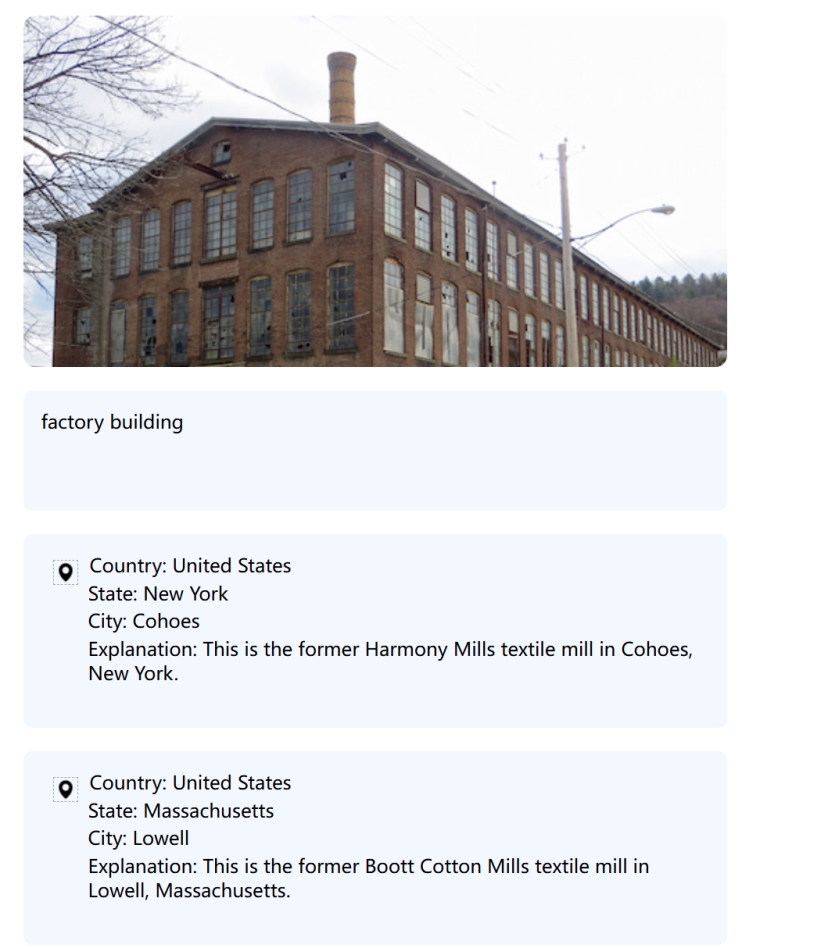 factory building
Country: United States
State: New York
City: Cohoes
Explanation: This is the former Harmony Mills textile mill in Cohoes,
New York.
Country: United States
State: Massachusetts
City: Lowell
Explanation: This is the former Boott Cotton Mills textile mill in
Lowell, Massachusetts.